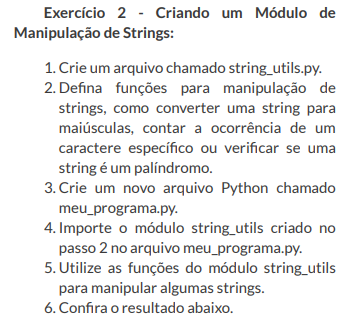 Exercício 2 - Criando um Módulo de
Manipulação de Strings:
1. Crie um arquivo chamado string_utils.py.
2. Defina funções para manipulação de
strings, como converter uma string para
maiúsculas, contar a ocorrência de um
caractere específico ou verificar se uma
string é um palíndromo.
3. Crie um novo arquivo Python chamado
meu_programa.py.
4. Importe o módulo string_utils criado no
passo 2 no arquivo meu_programa.py.
5. Utilize as funções do módulo string_utils
para manipular algumas strings.
6. Confira o resultado abaixo.